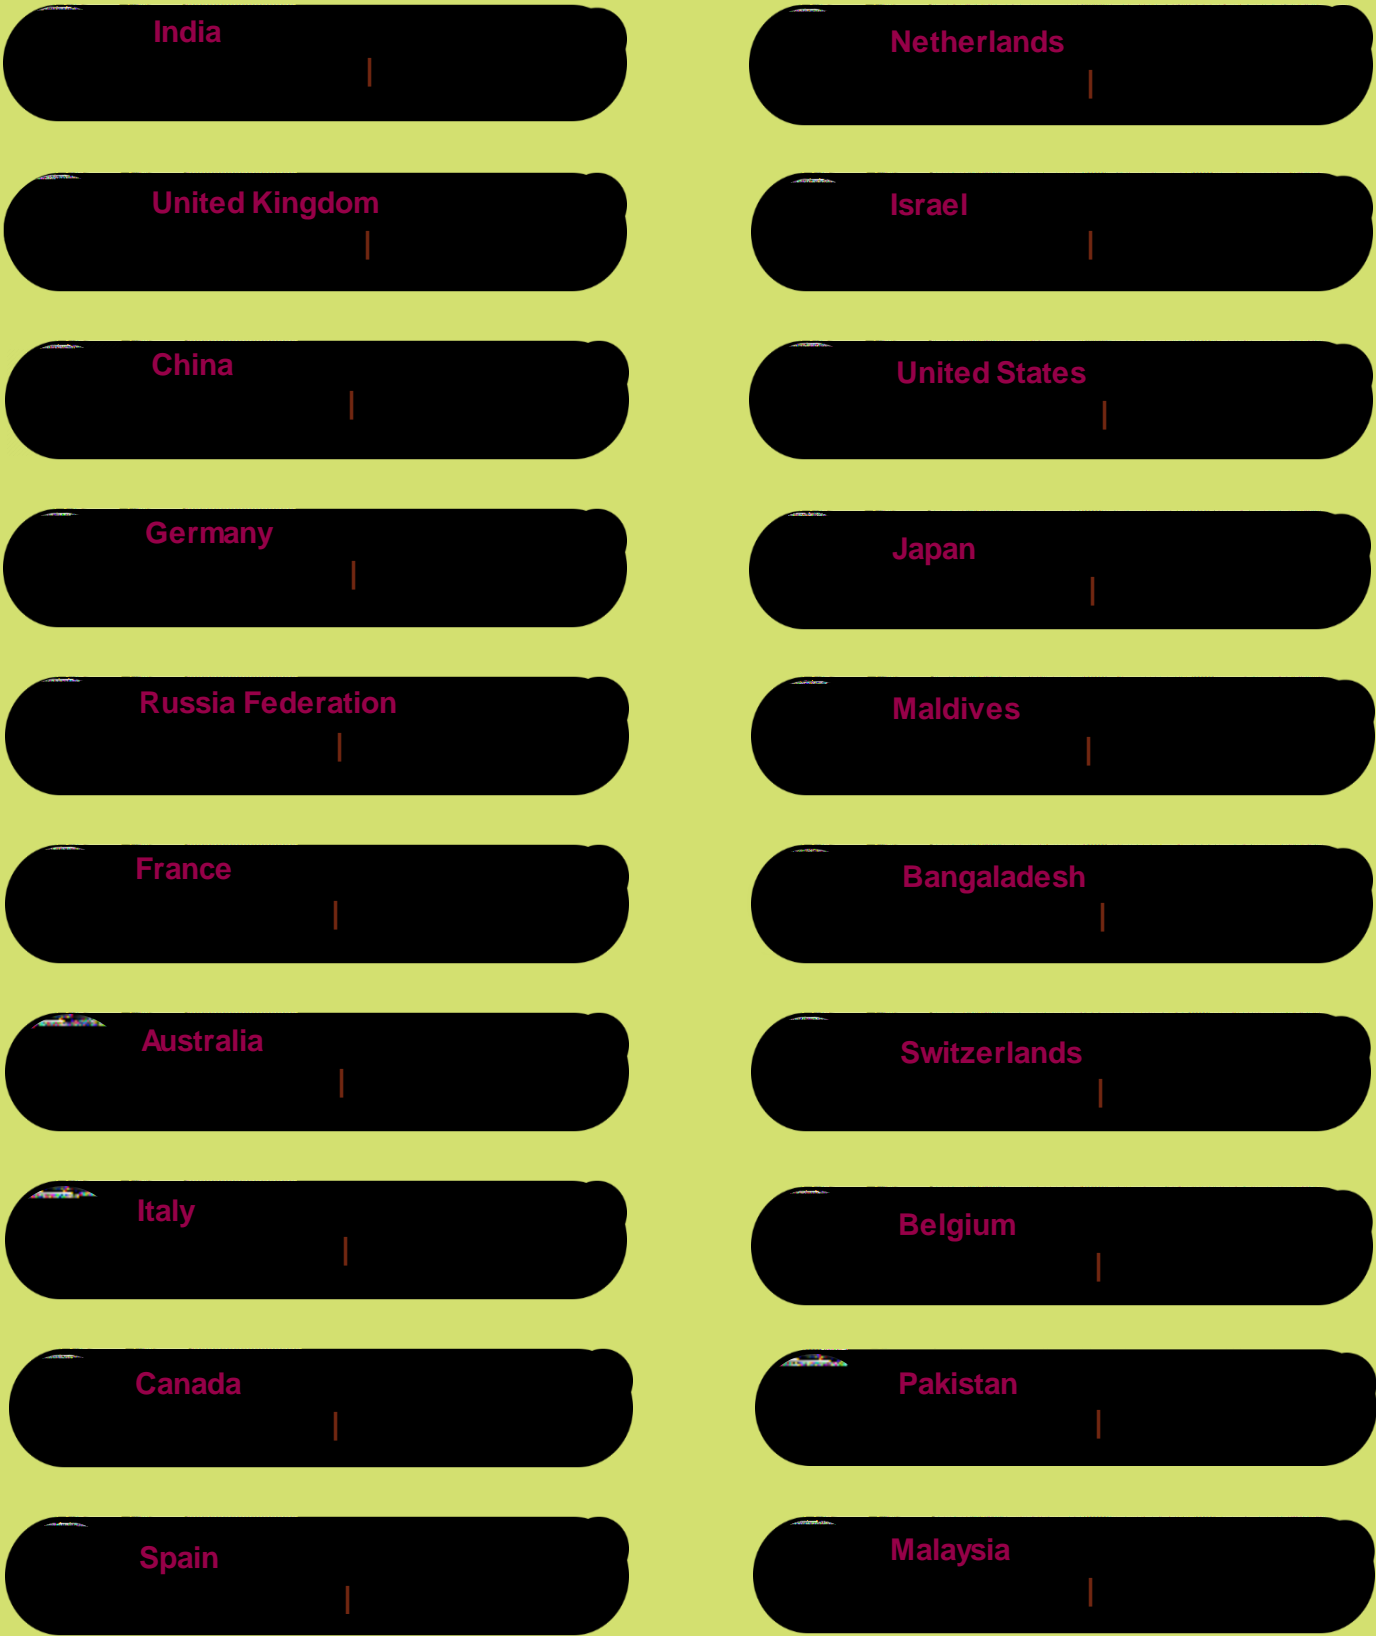 India
|
Netherlands
|
United Kingdom
|
Israel
|
China
|
United States
|
Germany
|
Japan
|
Russia Federation
|
Maldives
|
France
|
Bangaladesh
|
Australia
|
Switzerlands
|
Italy
|
Belgium
|
Canada
|
Pakistan
|
Spain
|
Malaysia
|